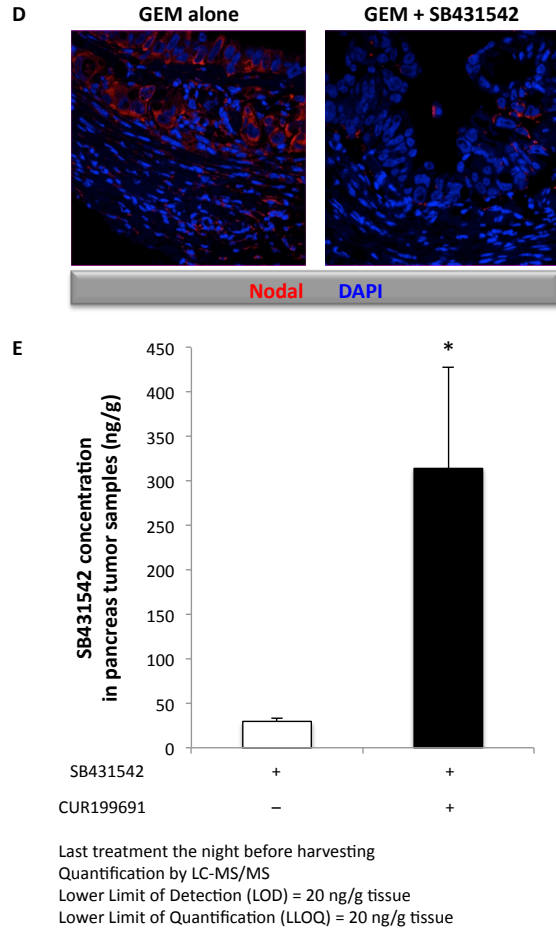 D
GEM alone GEM + SB431542
Nodal DAPI
E
SB431542 concentration
in pancreas tumor samples (ng/g)
450
400
350
300
250
200
150
100
50
0
*
SB431542 + +
CUR199691 – +
Last treatment the night before harvesting
Quantification by LC-MS/MS
Lower Limit of Detection (LOD) = 20 ng/g tissue
Lower Limit of Quantification (LLOQ) = 20 ng/g tissue